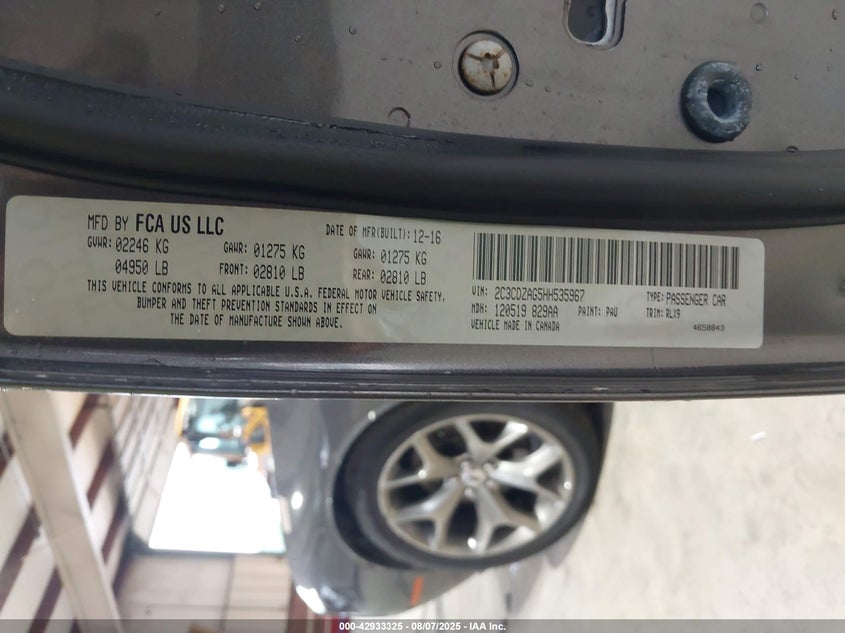 MFD BY FCA US LLC
DATE OF MFR(BUILT): 12-16
GVWR: 02246 KG
GAWR: 01275 KG
GAWR: 01275 KG
04950 LB
FRONT: 02810 LB
REAR: 02810 LB
THIS VEHICLE CONFORMS TO ALL APPLICABLE U.S.A. FEDERAL MOTOR VEHICLE SAFETY,
BUMPER AND THEFT PREVENTION STANDARDS IN EFFECT ON
THE DATE OF MANUFACTURE SHOWN ABOVE.
VIN: 2C3CDZAG5HH535967
TYPE: PASSENGER CAR
MDH: 120519 829AA
PAINT: PAU
TRIM: RLX9
VEHICLE MADE IN CANADA
4658843
000-42933325 - 08/07/2025 - IAA Inc.